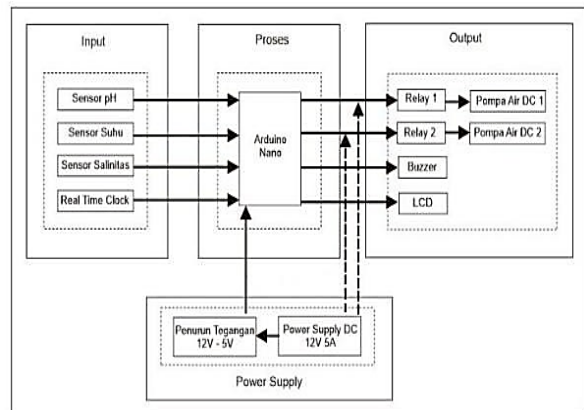 Input
Proses
Output
Sensor pH
Sensor Suhu
Sensor Salinitas
Real Time Clock
Arduino
Nano
Relay 1
Pompa Air DC 1
Relay 2
Pompa Air DC 2
Buzzer
LCD
Penurun Tegangan
12V - 5V
Power Supply DC
12V 5A
Power Supply